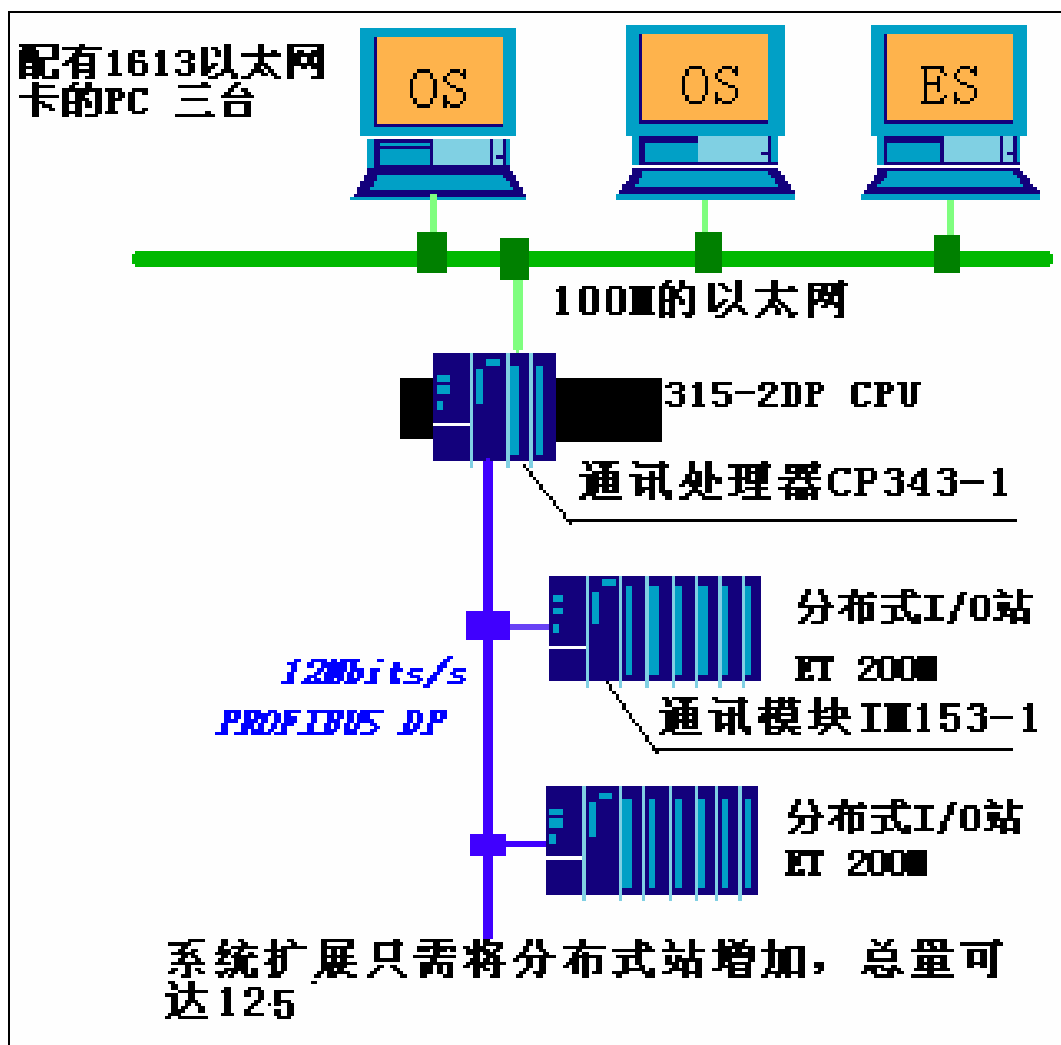 配有1613以太网
卡的PC 三台
OS
OS
ES
100M的以太网
315-2DP CPU
通讯处理器CP343-1
分布式I/O站
ET 200M
12Mbits/s
PROFIBUS DP
通讯模块IM153-1
分布式I/O站
ET 200M
系统扩展只需将分布式站增加，总量可
达125